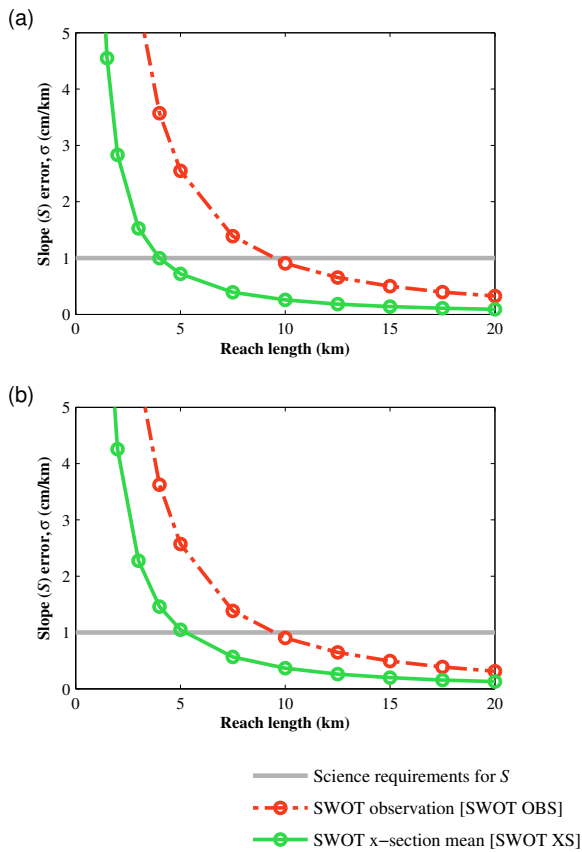 (a)
5
4
3
2
1
0
Slope (S) error, σ (cm/km)
0 5 10 15 20
Reach length (km)
(b)
5
4
3
2
1
0
Slope (S) error, σ (cm/km)
0 5 10 15 20
Reach length (km)
Science requirements for S
SWOT observation [SWOT OBS]
SWOT x−section mean [SWOT XS]